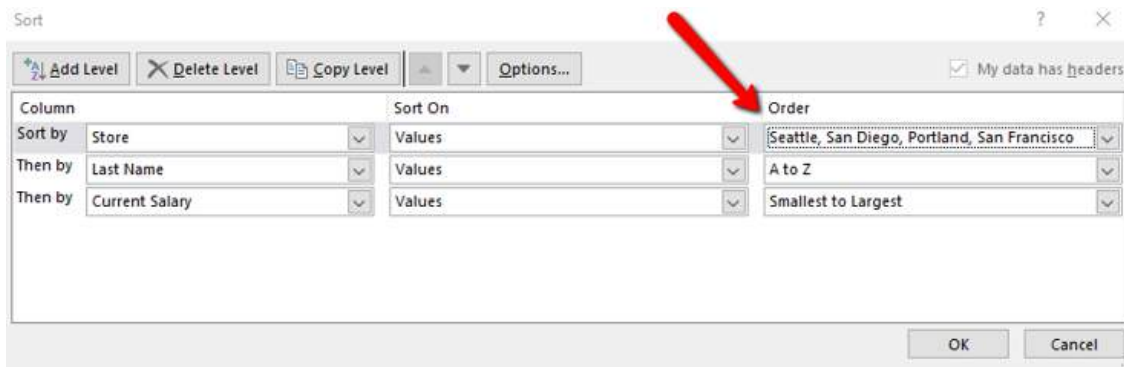 Sort ?
Add Level Delete Level Copy Level Options... My data has headers
Column Sort On Order
Sort by Store Values Seattle, San Diego, Portland, San Francisco
Then by Last Name Values A to Z
Then by Current Salary Values Smallest to Largest
OK Cancel